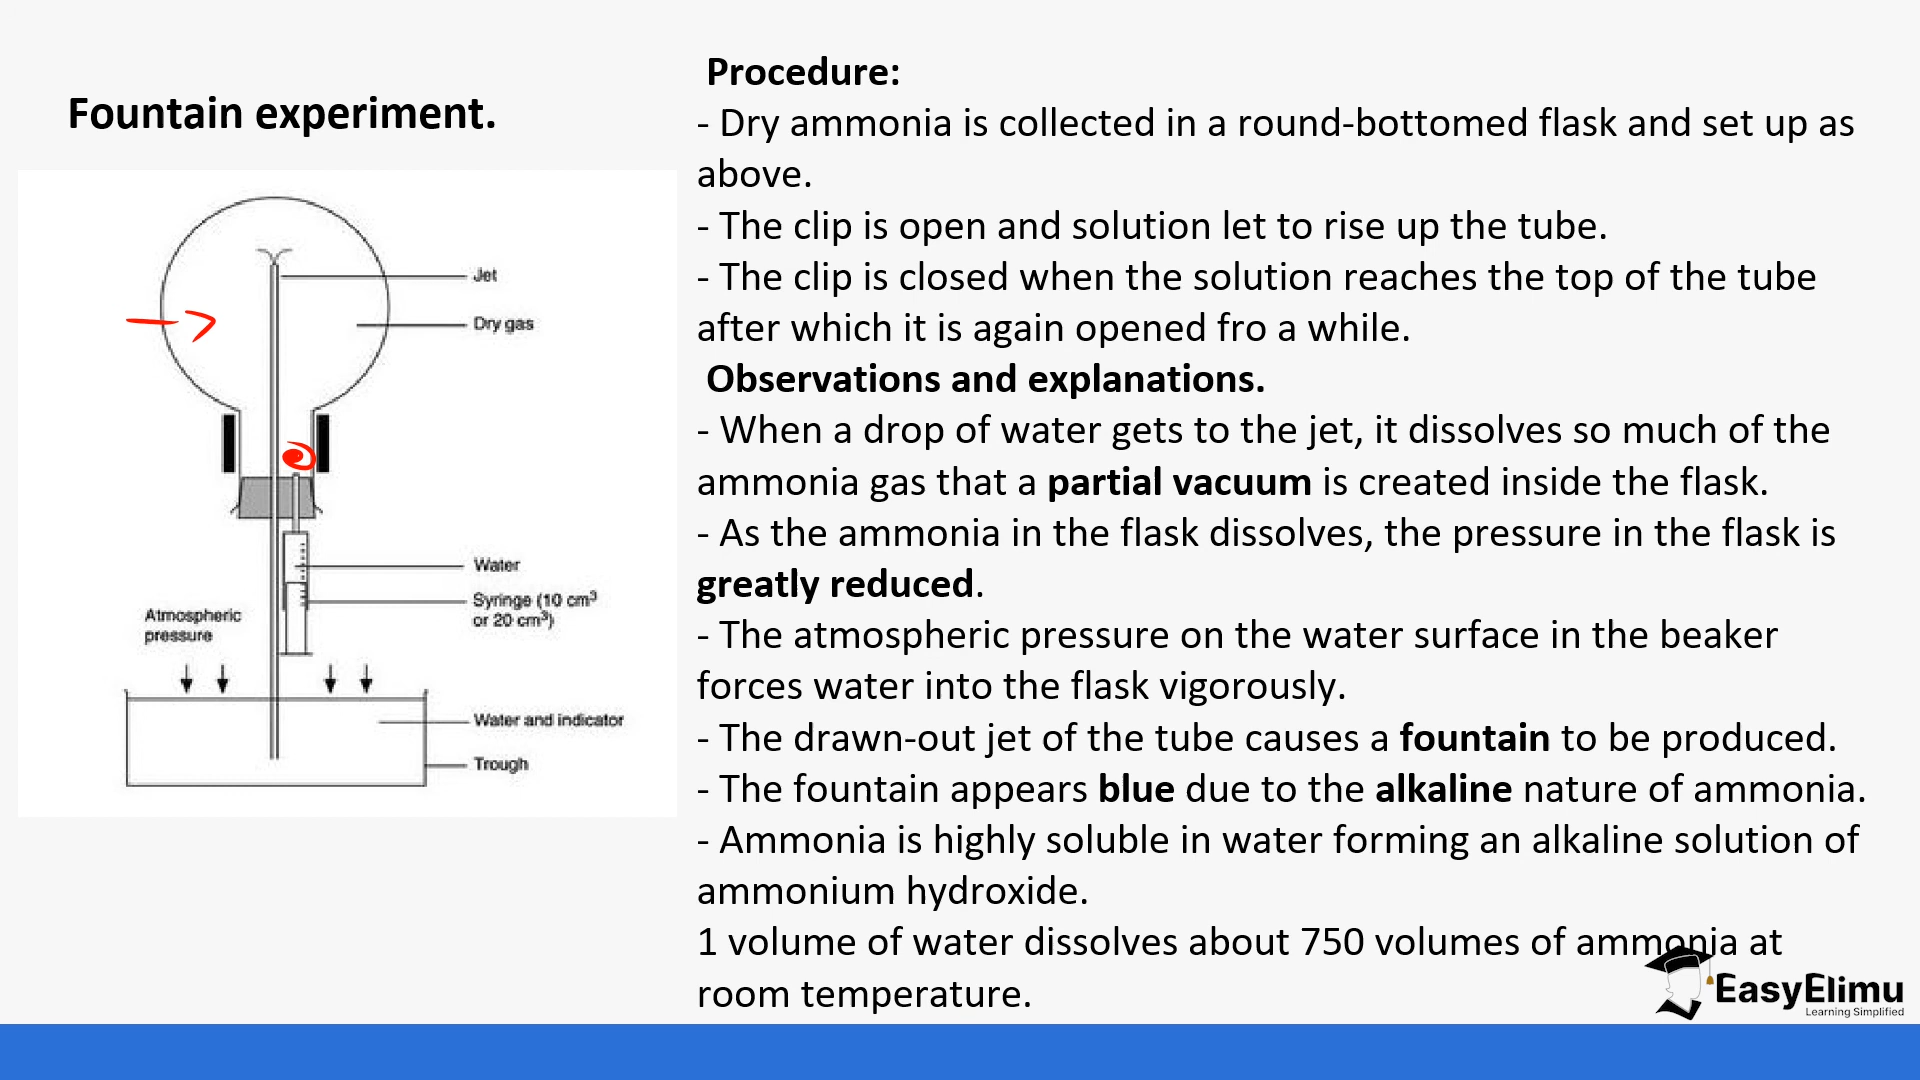 Fountain experiment.
Jet
Dry gas
Water
Syringe (10 cm³
or 20 cm³)
Atmospheric
pressure
Water and indicator
Trough
Procedure:
- Dry ammonia is collected in a round-bottomed flask and set up as
above.
- The clip is open and solution let to rise up the tube.
- The clip is closed when the solution reaches the top of the tube
after which it is again opened fro a while.
Observations and explanations.
- When a drop of water gets to the jet, it dissolves so much of the
ammonia gas that a partial vacuum is created inside the flask.
- As the ammonia in the flask dissolves, the pressure in the flask is
greatly reduced.
- The atmospheric pressure on the water surface in the beaker
forces water into the flask vigorously.
- The drawn-out jet of the tube causes a fountain to be produced.
- The fountain appears blue due to the alkaline nature of ammonia.
- Ammonia is highly soluble in water forming an alkaline solution of
ammonium hydroxide.
1 volume of water dissolves about 750 volumes of ammonia at
room temperature.
EasyElimu
Learning Simplified